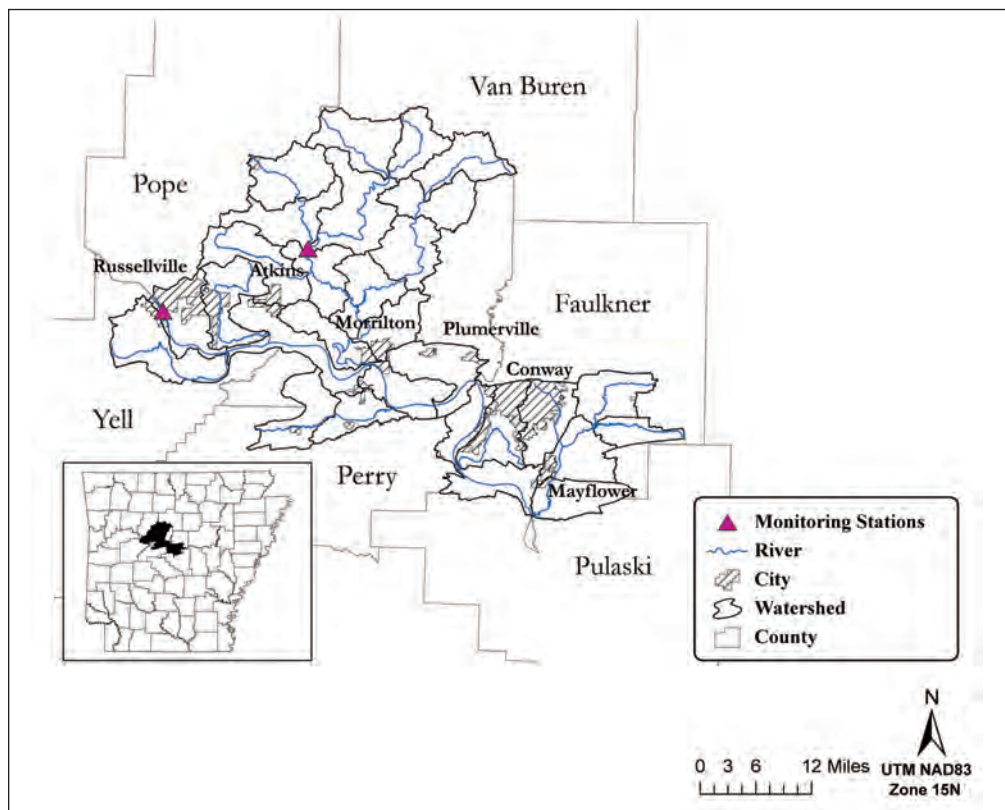 Van Buren
Pope
Russellville
Atkins
Faulkner
Morrilton
Plumerville
Conway
Yell
Perry
Mayflower
Pulaski
Monitoring Stations
River
City
Watershed
County
N
0 3 6 12 Miles
UTM NAD83
Zone 15N